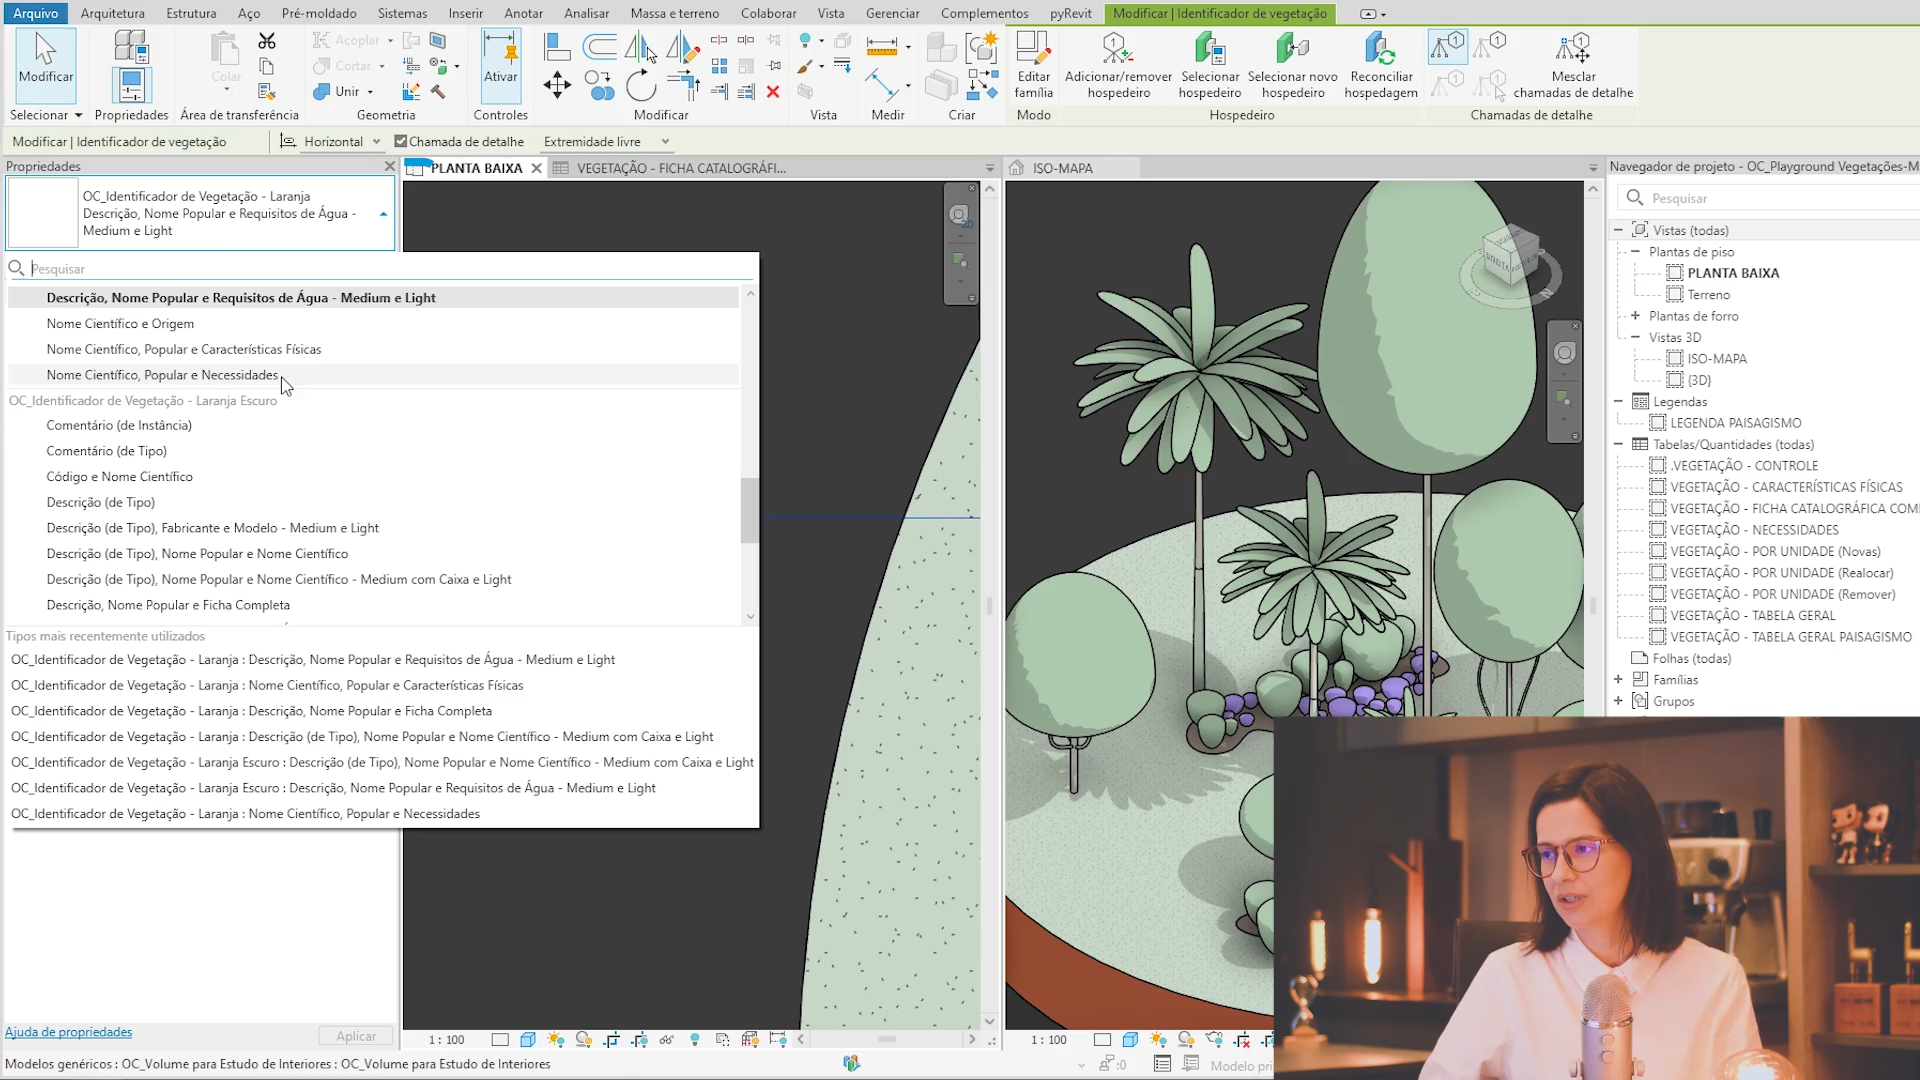 Arquivo Arquitetura Estrutura Aço Pré-moldado Sistemas Inserir Anotar Analisar Massa e terreno Colaborar Vista Gerenciar Complementos pyRevit Modificar | Identificador de vegetação
Modificar
Acoplar
Cortar
Unir
Colar
Ativar
Editar família
Adicionar/remover hospedeiro
Selecionar hospedeiro
Selecionar novo hospedeiro
Reconciliar hospedagem
Mesclar chamadas de detalhe
Selecionar Propriedades Área de transferência Geometria Controles Modificar Vista Medir Criar Modo Hospedeiro Chamadas de detalhe
Modificar | Identificador de vegetação Horizontal Chamada de detalhe Extremidade livre
Propriedades
PLANTA BAIXA
VEGETAÇÃO - FICHA CATALOGRÁFI...
ISO-MAPA
Navegador de projeto - OC_Playground Vegetações-M
OC_Identificador de Vegetação - Laranja
Descrição, Nome Popular e Requisitos de Água -
Medium e Light
Pesquisar
Descrição, Nome Popular e Requisitos de Água - Medium e Light
Nome Científico e Origem
Nome Científico, Popular e Características Físicas
Nome Científico, Popular e Necessidades
OC_Identificador de Vegetação - Laranja Escuro
Comentário (de Instância)
Comentário (de Tipo)
Código e Nome Científico
Descrição (de Tipo)
Descrição (de Tipo), Fabricante e Modelo - Medium e Light
Descrição (de Tipo), Nome Popular e Nome Científico
Descrição (de Tipo), Nome Popular e Nome Científico - Medium com Caixa e Light
Descrição, Nome Popular e Ficha Completa
Tipos mais recentemente utilizados
OC_Identificador de Vegetação - Laranja : Descrição, Nome Popular e Requisitos de Água - Medium e Light
OC_Identificador de Vegetação - Laranja : Nome Científico, Popular e Características Físicas
OC_Identificador de Vegetação - Laranja : Descrição, Nome Popular e Ficha Completa
OC_Identificador de Vegetação - Laranja : Descrição (de Tipo), Nome Popular e Nome Científico - Medium com Caixa e Light
OC_Identificador de Vegetação - Laranja Escuro : Descrição (de Tipo), Nome Popular e Nome Científico - Medium com Caixa e Light
OC_Identificador de Vegetação - Laranja Escuro : Descrição, Nome Popular e Requisitos de Água - Medium e Light
OC_Identificador de Vegetação - Laranja : Nome Científico, Popular e Necessidades
Pesquisar
Vistas (todas)
Plantas de piso
PLANTA BAIXA
Terreno
Plantas de forro
Vistas 3D
ISO-MAPA
{3D}
Legendas
LEGENDA PAISAGISMO
Tabelas/Quantidades (todas)
.VEGETAÇÃO - CONTROLE
VEGETAÇÃO - CARACTERÍSTICAS FÍSICAS
VEGETAÇÃO - FICHA CATALOGRÁFICA COM
VEGETAÇÃO - NECESSIDADES
VEGETAÇÃO - POR UNIDADE (Novas)
VEGETAÇÃO - POR UNIDADE (Realocar)
VEGETAÇÃO - POR UNIDADE (Remover)
VEGETAÇÃO - TABELA GERAL
VEGETAÇÃO - TABELA GERAL PAISAGISMO
Folhas (todas)
Famílias
Grupos
Ajuda de propriedades
Aplicar
1 : 100
1 : 100
Modelos genéricos : OC_Volume para Estudo de Interiores : OC_Volume para Estudo de Interiores
:0
Modelo pri